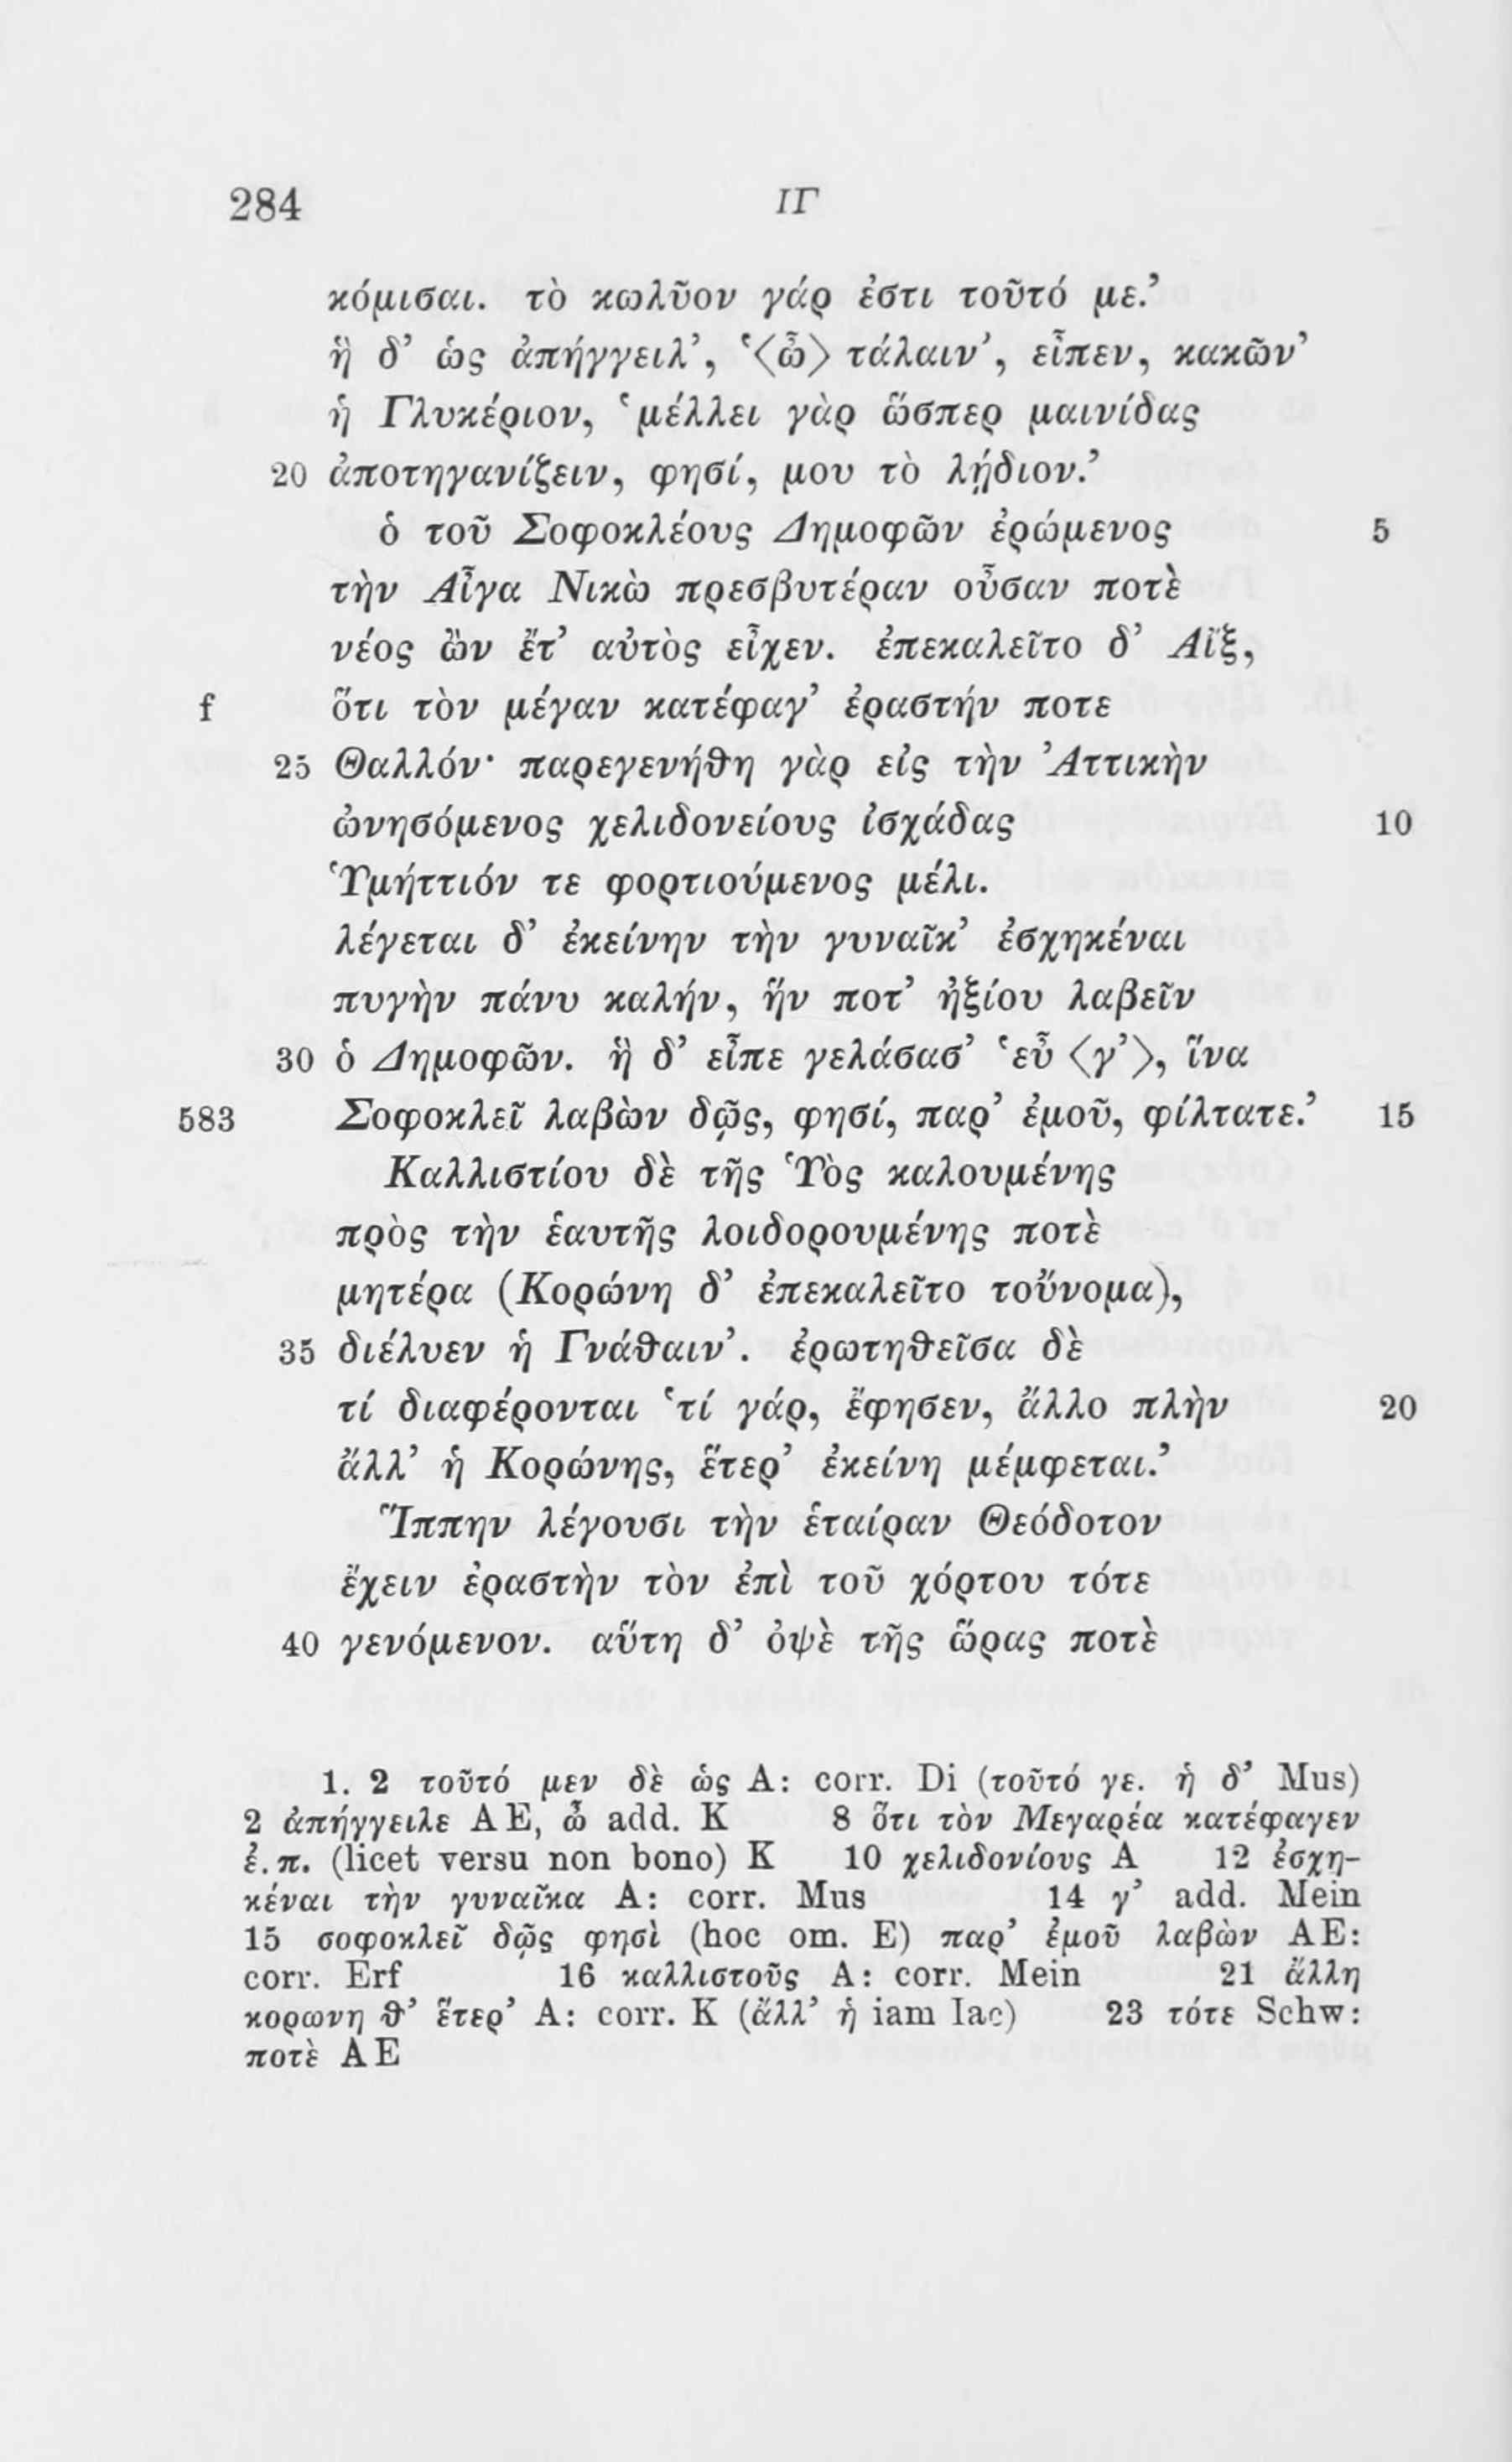 284 ΙΓ
κόμισαι. τὸ κωλῦον γάρ ἐστι τοῦτό με.’
ἣ δ’ ὡς ἀπήγγειλ’, ‘<ὦ> τάλαιν’, εἶπεν, κακῶν’
ἡ Γλυκέριον, ‘μέλλει γὰρ ὥσπερ μαινίδας
20 ἀποτηγανίζειν, φησί, μου τὸ λῄδιον.’
ὁ τοῦ Σοφοκλέους Δημοφῶν ἐρώμενος 5
τὴν Αἶγα Νικὼ πρεσβυτέραν οὖσαν ποτὲ
νέος ὢν ἔτ’ αὐτὸς εἶχεν. ἐπεκαλεῖτο δ’ Αἴξ,
f ὅτι τὸν μέγαν κατέφαγ’ ἐραστήν ποτε
25 Θαλλόν· παρεγενήθη γὰρ εἰς τὴν Ἀττικὴν
ὠνησόμενος χελιδονείους ἰσχάδας 10
Ὑμήττιόν τε φορτιούμενος μέλι.
λέγεται δ’ ἐκείνην τὴν γυναῖκ’ ἐσχηκέναι
πυγὴν πάνυ καλήν, ἥν ποτ’ ἠξίου λαβεῖν
30 ὁ Δημοφῶν. ἣ δ’ εἶπε γελάσασ’ ‘εὖ <γ’>, ἵνα
583 Σοφοκλεῖ λαβὼν δῷς, φησί, παρ’ ἐμοῦ, φίλτατε.’ 15
Καλλιστίου δὲ τῆς Ὑὸς καλουμένης
πρὸς τὴν ἑαυτῆς λοιδορουμένης ποτὲ
μητέρα (Κορώνη δ’ ἐπεκαλεῖτο τοὔνομα),
35 διέλυεν ἡ Γνάθαιν’. ἐρωτηθεῖσα δὲ
τί διαφέρονται ‘τί γάρ, ἔφησεν, ἄλλο πλὴν 20
ἄλλ’ ἡ Κορώνης, ἕτερ’ ἐκείνη μέμφεται.’
Ἵππην λέγουσι τὴν ἑταίραν Θεόδοτον
ἔχειν ἐραστὴν τὸν ἐπὶ τοῦ χόρτου τότε
40 γενόμενον. αὕτη δ’ ὀψὲ τῆς ὥρας ποτὲ
1. 2 τοῦτό μεν δὲ ὡς A: corr. Di (τοῦτό γε. ἡ δ’ Mus)
2 ἀπήγγειλε AE, ὦ add. K 8 ὅτι τὸν Μεγαρέα κατέφαγεν
ἐ. π. (licet versu non bono) K 10 χελιδονίους A 12 ἐσχη-
κέναι τὴν γυναῖκα A: corr. Mus 14 γ’ add. Mein
15 σοφοκλεῖ δῷς φησὶ (hoc om. E) παρ’ ἐμοῦ λαβὼν AE:
corr. Erf 16 καλλιστοῦς A: corr. Mein 21 ἄλλη
κορωνη θ’ ἕτερ’ A: corr. K (ἄλλ’ ἡ iam Iac) 23 τότε Schw:
ποτὲ AE